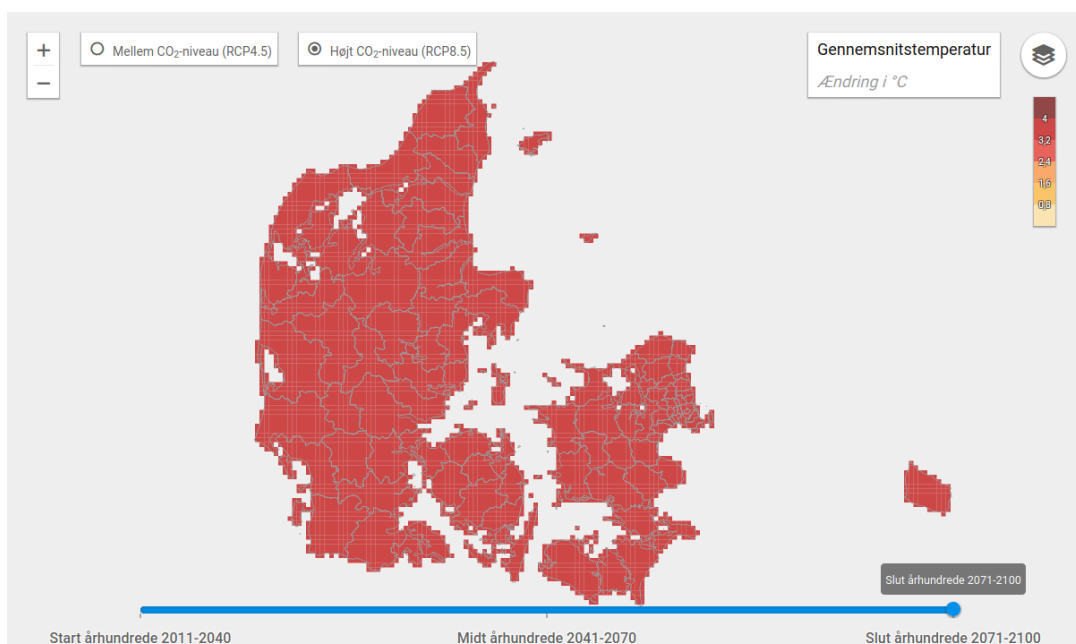 +
−
Mellem CO₂-niveau (RCP4.5)
Højt CO₂-niveau (RCP8.5)
Gennemsnitstemperatur
Ændring i °C
4
3,2
2,4
1,6
0,8
Slut århundrede 2071-2100
Start århundrede 2011-2040
Midt århundrede 2041-2070
Slut århundrede 2071-2100